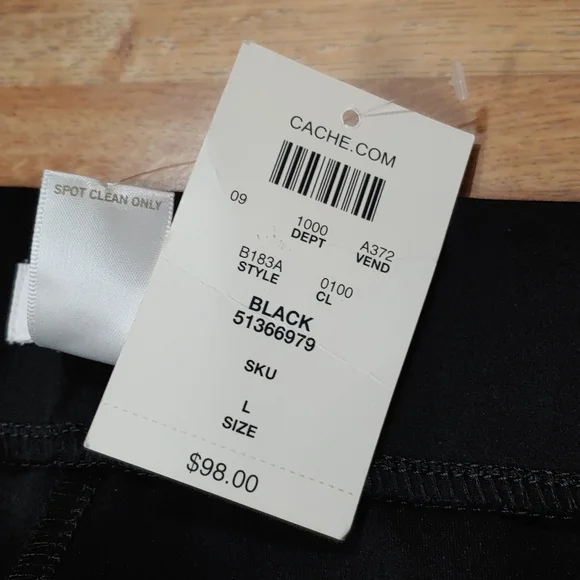 SPOT CLEAN ONLY
CACHE.COM
09
1000
DEPT
A372
VEND
B183A
STYLE
0100
CL
BLACK
51366979
SKU
L
SIZE
$98.00